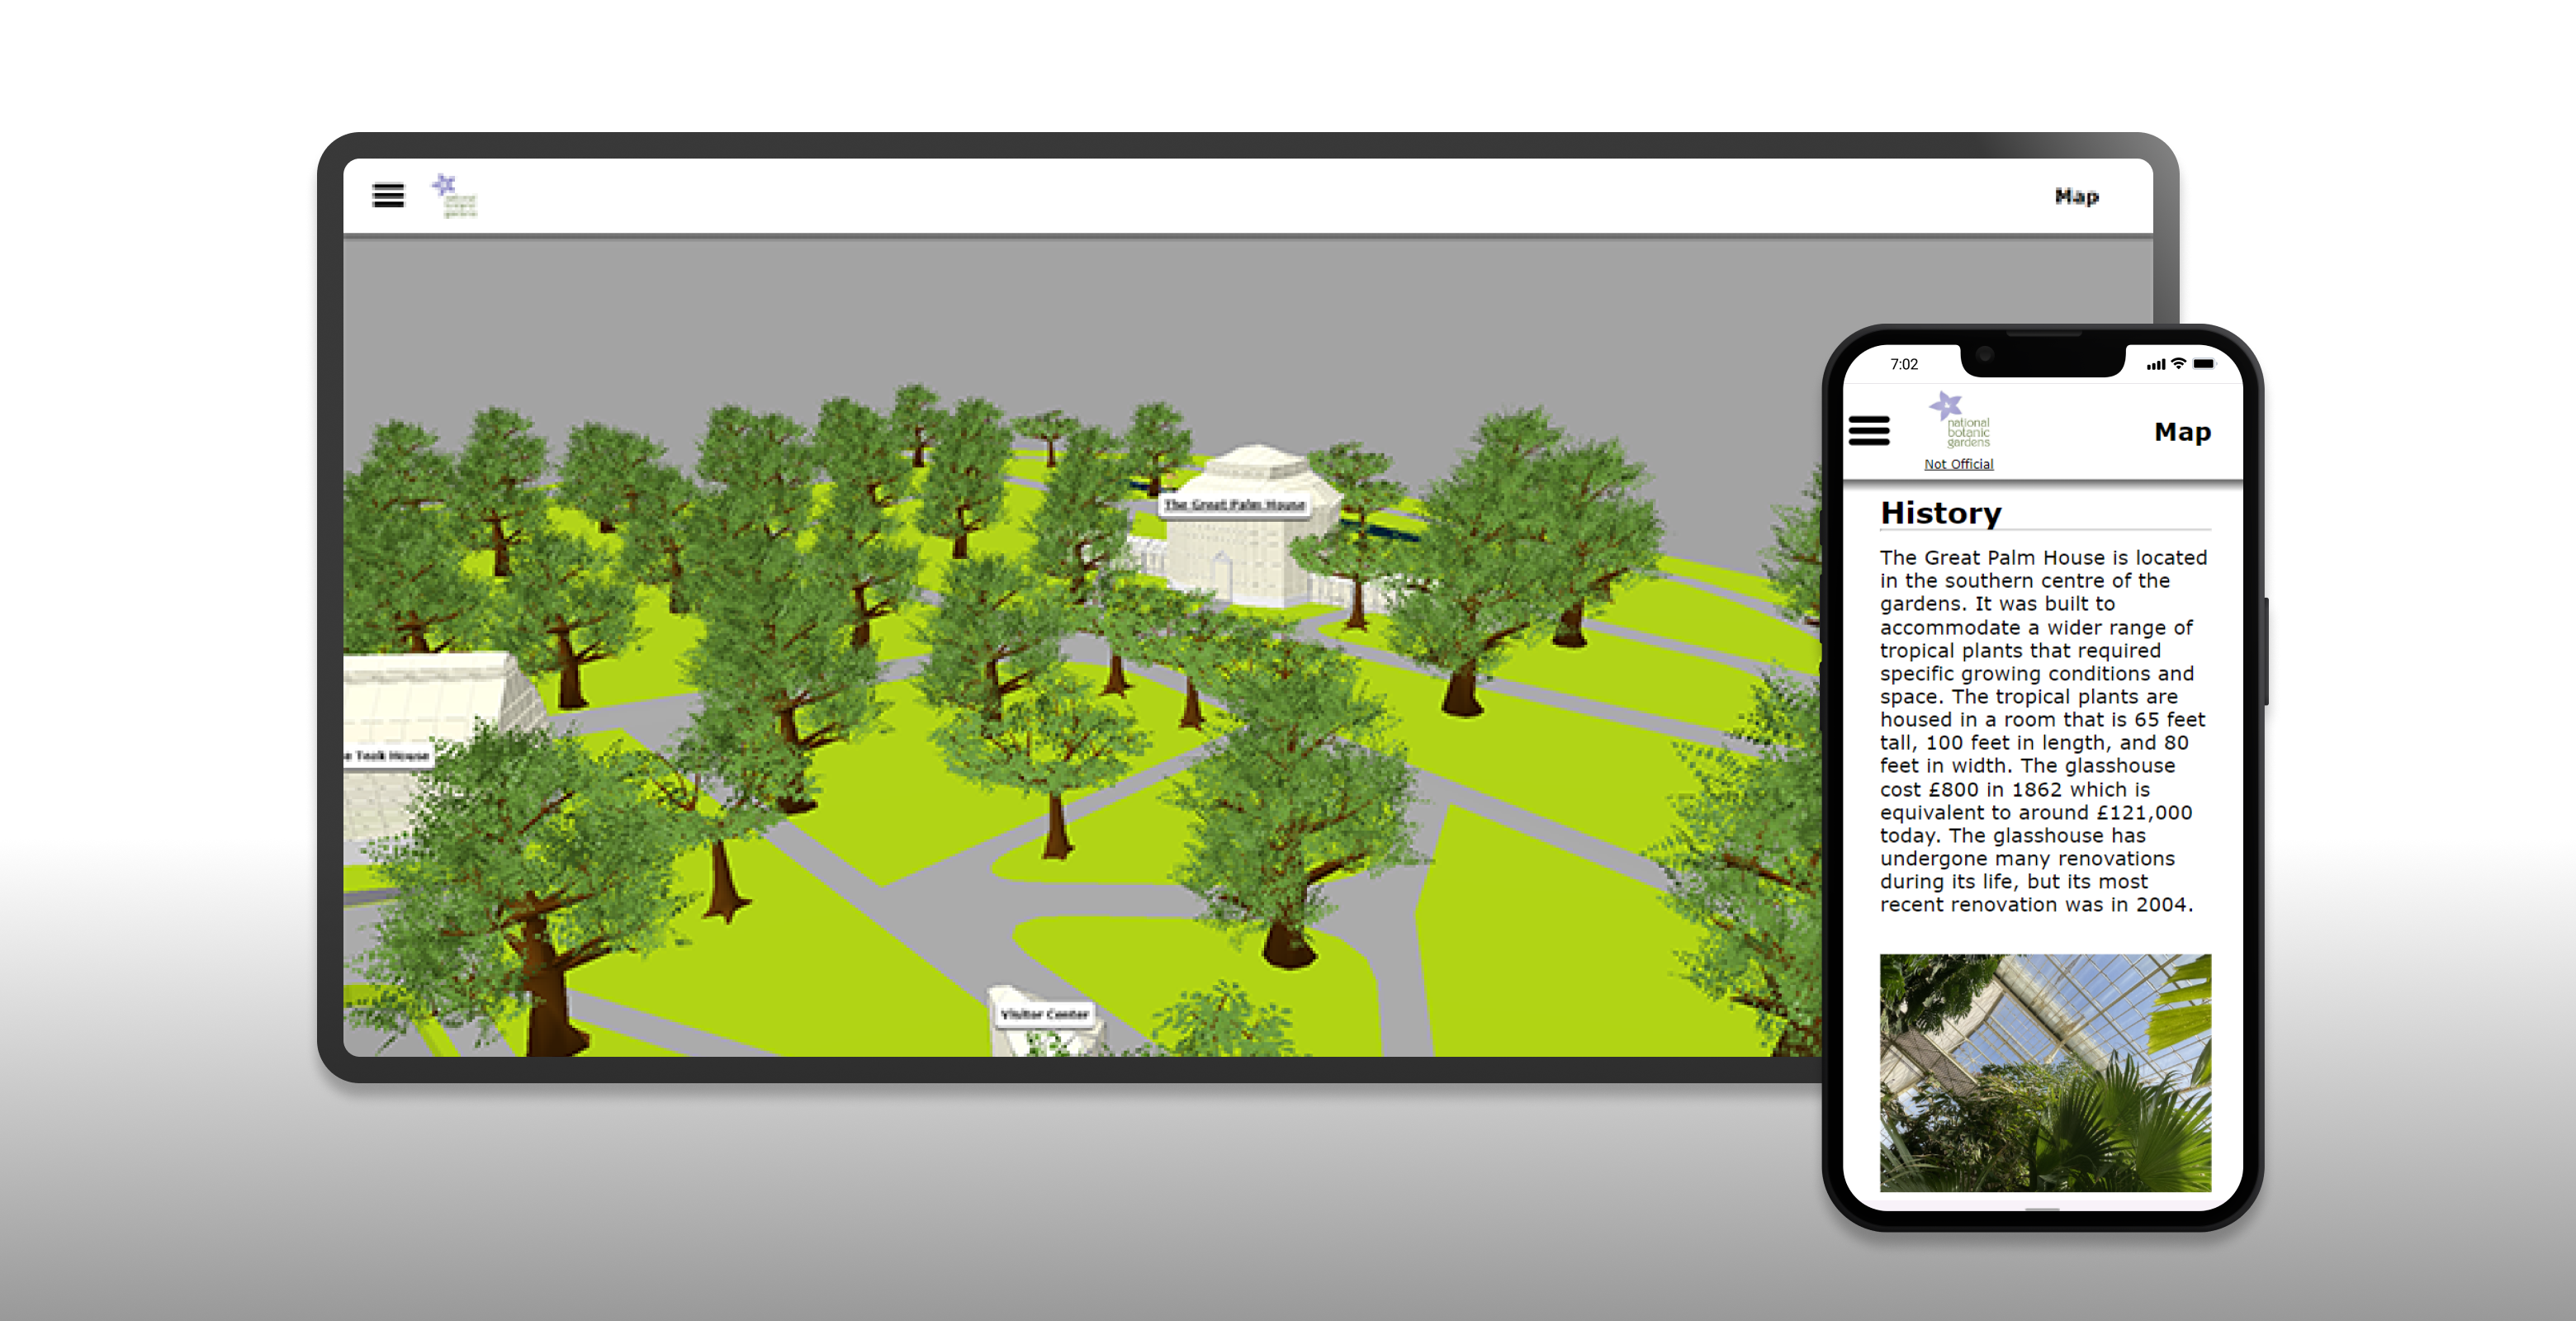 Map
The Great Palm House
e Teak House
Visitor Center
7:02
national
botanic
gardens
Not Official
Map
History
The Great Palm House is located
in the southern centre of the
gardens. It was built to
accommodate a wider range of
tropical plants that required
specific growing conditions and
space. The tropical plants are
housed in a room that is 65 feet
tall, 100 feet in length, and 80
feet in width. The glasshouse
cost £800 in 1862 which is
equivalent to around £121,000
today. The glasshouse has
undergone many renovations
during its life, but its most
recent renovation was in 2004.